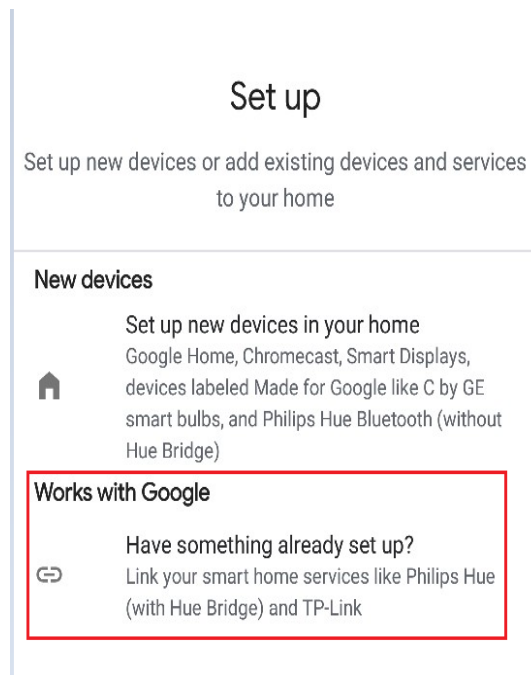 Set up
Set up new devices or add existing devices and services
to your home
New devices
Set up new devices in your home
Google Home, Chromecast, Smart Displays,
devices labeled Made for Google like C by GE
smart bulbs, and Philips Hue Bluetooth (without
Hue Bridge)
Works with Google
Have something already set up?
Link your smart home services like Philips Hue
(with Hue Bridge) and TP-Link